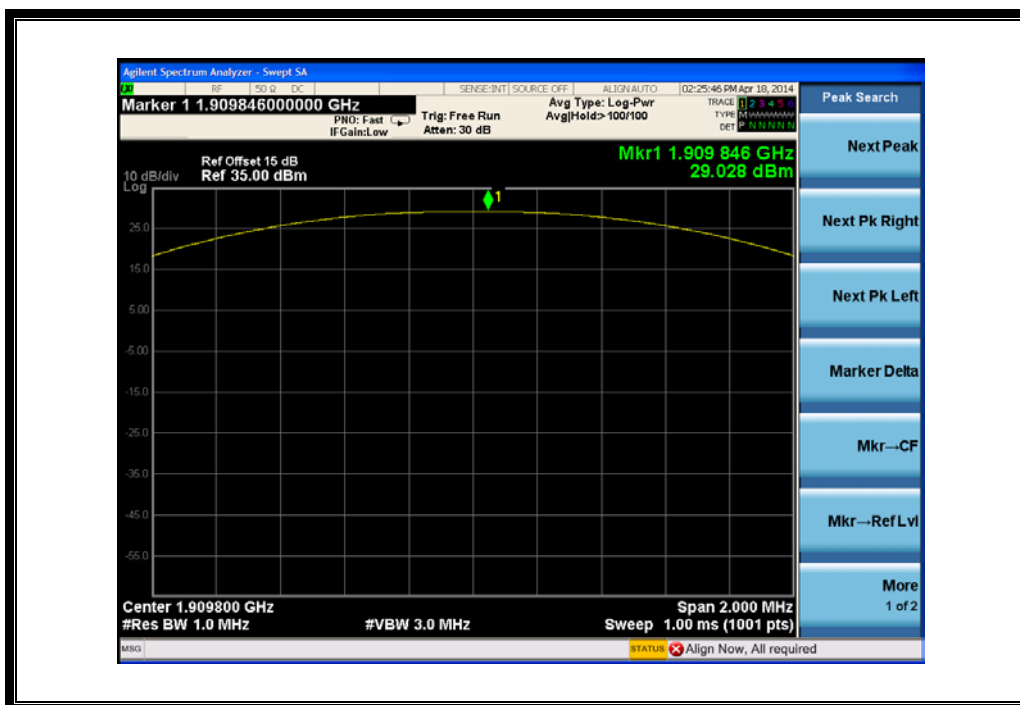 Agilent Spectrum Analyzer - Swept SA
RF 50 Ω DC SENSE:INT SOURCE OFF ALIGN AUTO 02:25:46 PM Apr 18, 2014
Marker 1 1.909846000000 GHz
PNO: Fast
IFGain:Low
Trig: Free Run
Atten: 30 dB
Avg Type: Log-Pwr
Avg|Hold:> 100/100
TRACE 1 2 3 4 5 6
TYPE M
DET P N N N N N
Ref Offset 15 dB
10 dB/div Ref 35.00 dBm
Log
Mkr1 1.909 846 GHz
29.028 dBm
1
25.0
15.0
5.00
-5.00
-15.0
-25.0
-35.0
-45.0
-55.0
Center 1.909800 GHz Span 2.000 MHz
#Res BW 1.0 MHz #VBW 3.0 MHz Sweep 1.00 ms (1001 pts)
MSG STATUS Align Now, All required
Peak Search
Next Peak
Next Pk Right
Next Pk Left
Marker Delta
Mkr→CF
Mkr→Ref Lvl
More
1 of 2